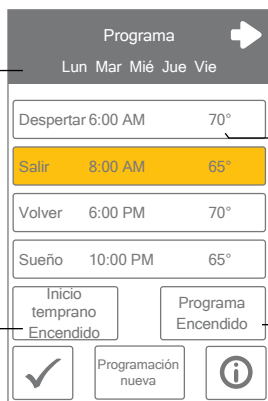 Programa
Lun Mar Mié Jue Vie
Despertar 6:00 AM 70°
Salir 8:00 AM 65°
Volver 6:00 PM 70°
Sueño 10:00 PM 65°
Inicio
temprano
Encendido
Programa
Encendido
Programación
nueva